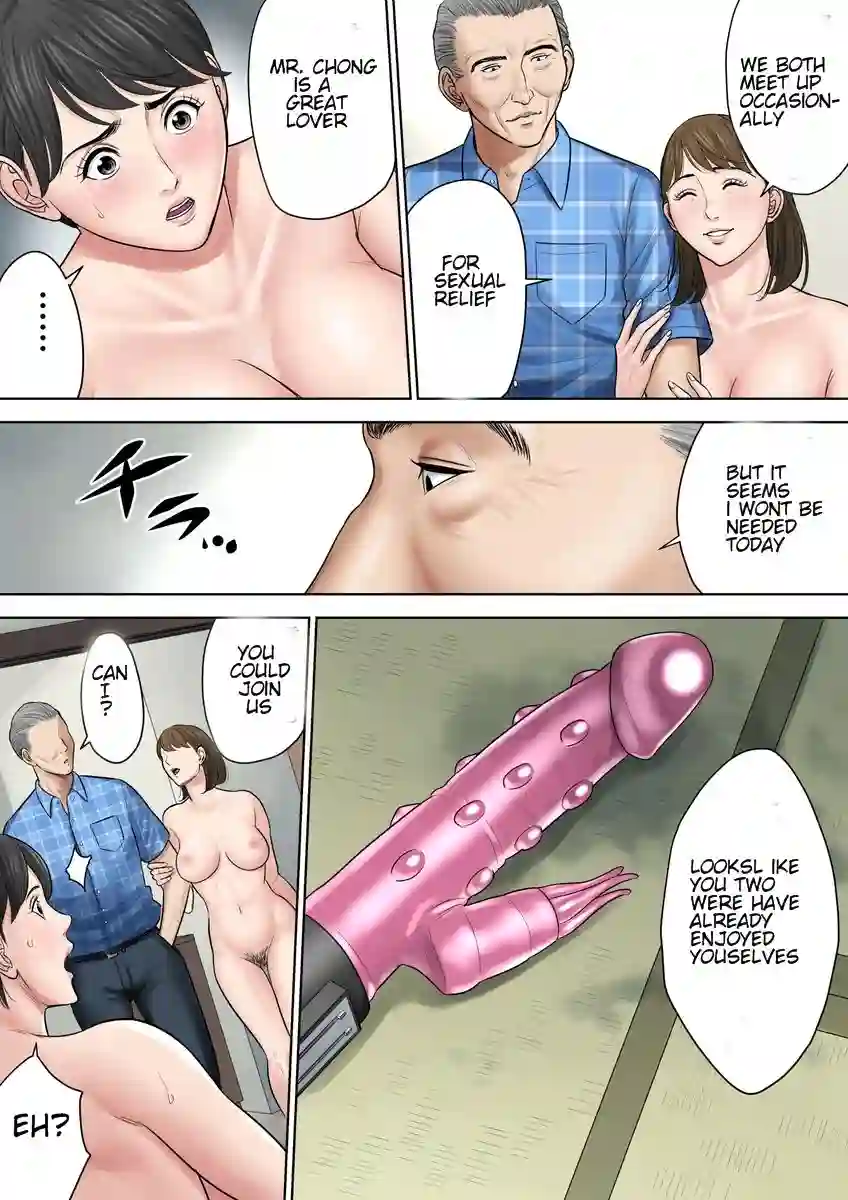 WE BOTH
MEET UP
OCCASION-
ALLY
FOR
SEXUAL
RELIEF
MR. CHONG
IS A
GREAT
LOVER
......
BUT IT
SEEMS
I WONT BE
NEEDED
TODAY
チラ...
LOOKSL IKE
YOU TWO
WERE HAVE
ALREADY
ENJOYED
YOUSELVES
YOU
COULD
JOIN
US
CAN
I?
EH?